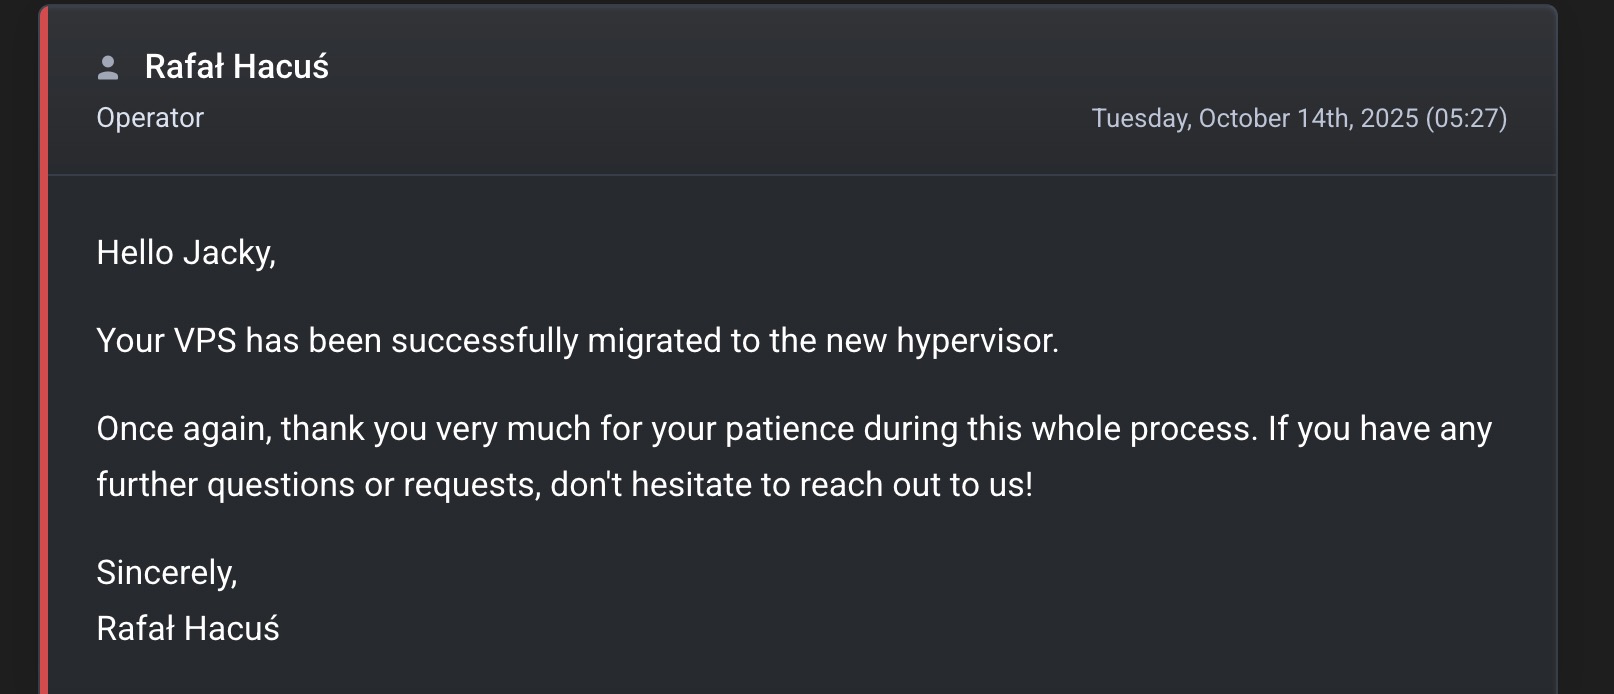 Rafał Hacuś
Operator
Tuesday, October 14th, 2025 (05:27)
Hello Jacky,
Your VPS has been successfully migrated to the new hypervisor.
Once again, thank you very much for your patience during this whole process. If you have any
further questions or requests, don't hesitate to reach out to us!
Sincerely,
Rafał Hacuś